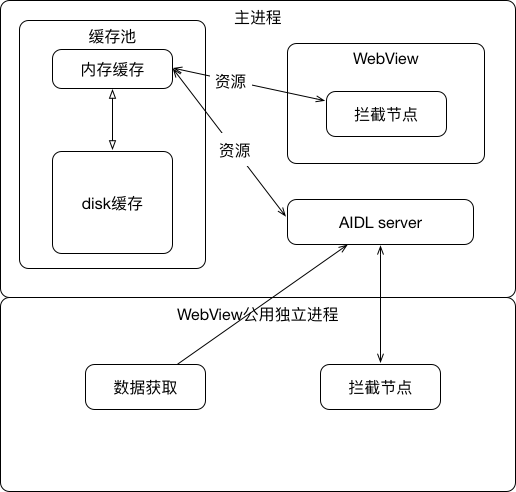 主进程
缓存池
内存缓存
WebView
资源
拦截节点
资源
disk缓存
AIDL server
WebView公用独立进程
数据获取
拦截节点